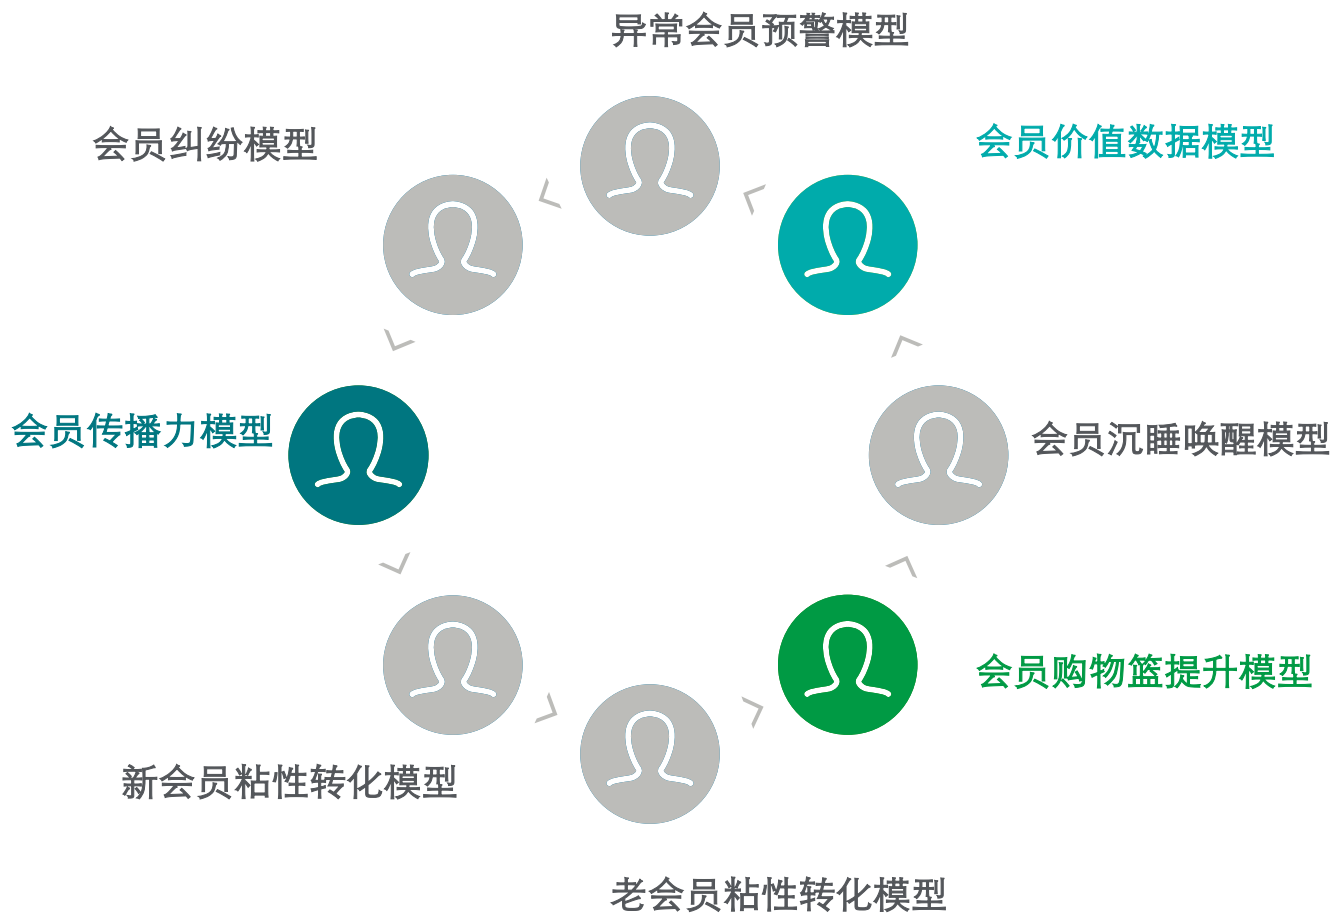 异常会员预警模型
会员纠纷模型
会员价值数据模型
会员传播力模型
会员沉睡唤醒模型
会员购物篮提升模型
新会员粘性转化模型
老会员粘性转化模型